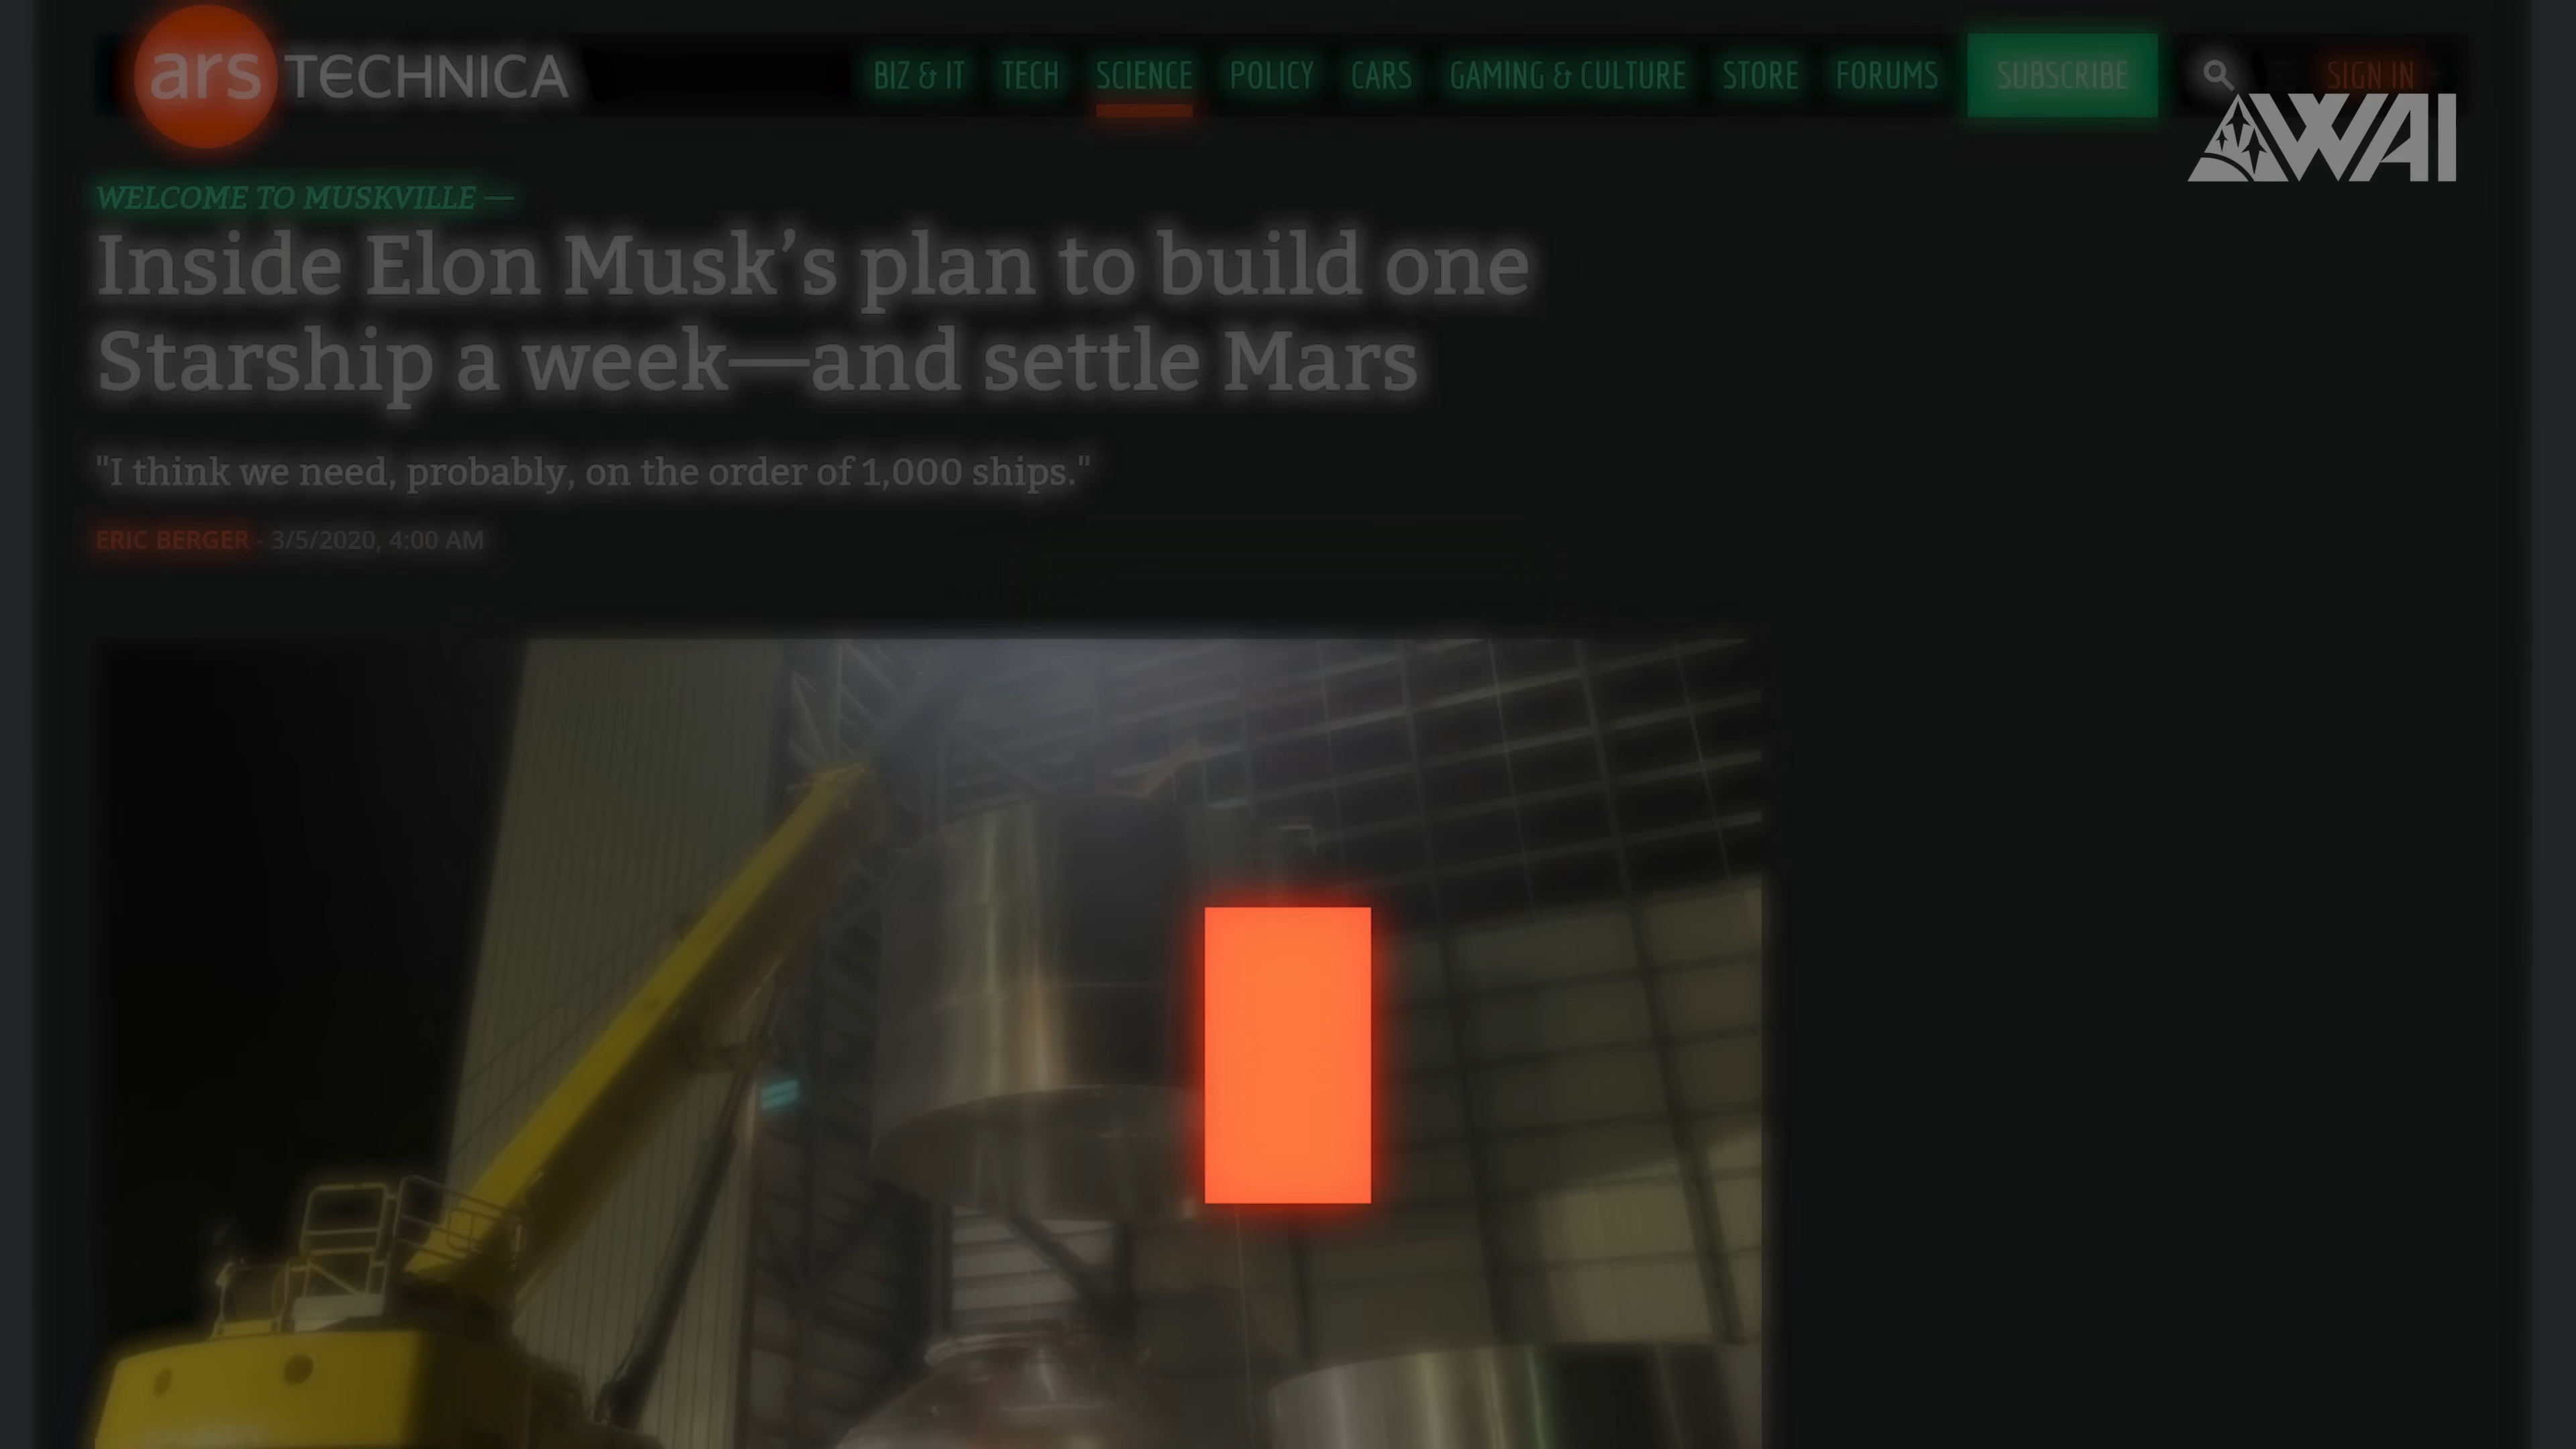 ars TECHNICA
BIZ & IT TECH SCIENCE POLICY CARS GAMING & CULTURE STORE FORUMS SUBSCRIBE SIGN IN
WAI
WELCOME TO MUSKVILLE —
Inside Elon Musk’s plan to build one
Starship a week—and settle Mars
"I think we need, probably, on the order of 1,000 ships."
ERIC BERGER - 3/5/2020, 4:00 AM